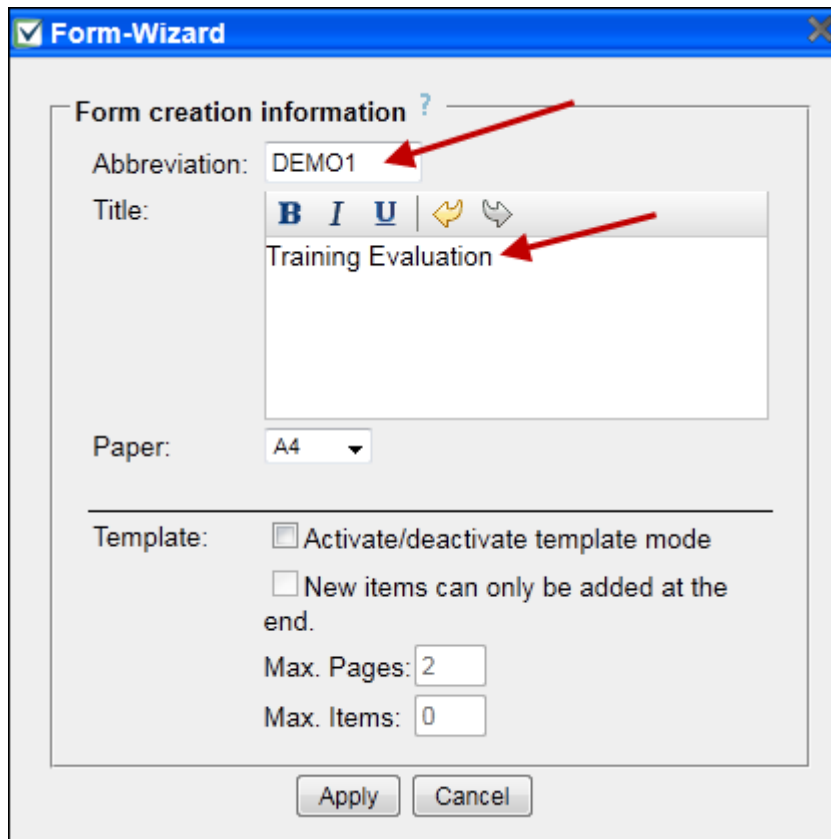 Form-Wizard
Form creation information ?
Abbreviation: DEMO1
Title: B I U
Training Evaluation
Paper: A4
Template: Activate/deactivate template mode
New items can only be added at the
end.
Max. Pages: 2
Max. Items: 0
Apply Cancel